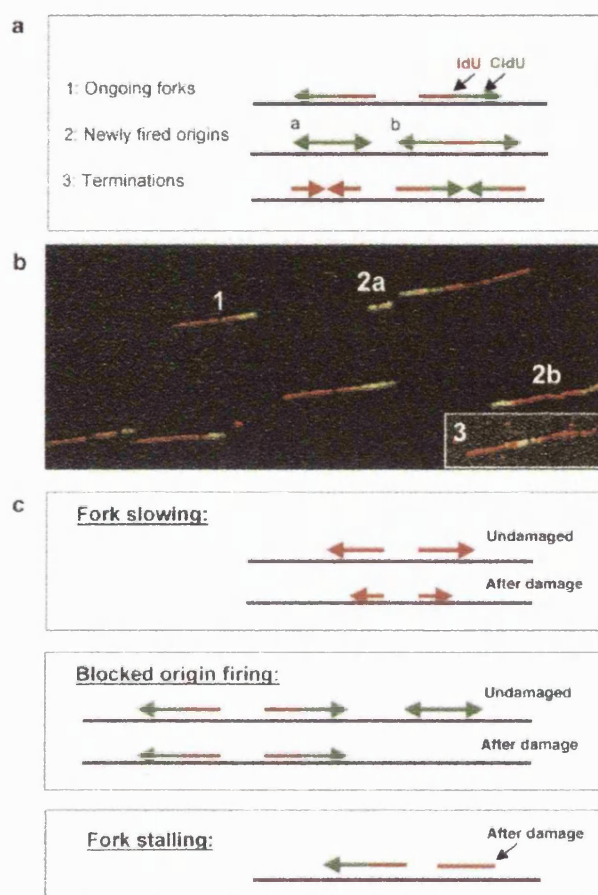 a
IdU CldU
1: Ongoing forks
a b
2: Newly fired origins
3: Terminations
b
1 2a
2b
3
c
Fork slowing:
Undamaged
After damage
Blocked origin firing:
Undamaged
After damage
Fork stalling:
After damage